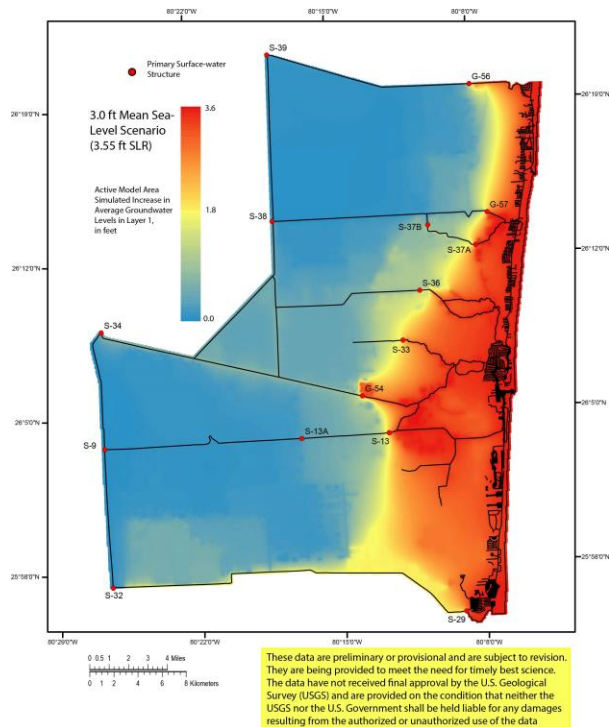 80°22'0"W
80°15'0"W
80°8'0"W
S-39
G-56
Primary Surface-water
Structure
26°19'0"N
26°19'0"N
3.0 ft Mean Sea-
Level Scenario
(3.55 ft SLR)
3.6
Active Model Area
Simulated Increase in
Average Groundwater
Levels in Layer 1,
in feet
1.8
0.0
G-57
S-38
S-37B
S-37A
26°12'0"N
26°12'0"N
S-36
S-34
S-33
G-54
26°5'0"N
26°5'0"N
S-13A
S-13
S-9
25°58'0"N
25°58'0"N
S-32
S-29
80°26'0"W
80°22'0"W
80°15'0"W
80°8'0"W
0 0.5 1 2 3 4 Miles
0 1 2 4 6 8 Kilometers
These data are preliminary or provisional and are subject to revision.
They are being provided to meet the need for timely best science.
The data have not received final approval by the U.S. Geological
Survey (USGS) and are provided on the condition that neither the
USGS nor the U.S. Government shall be held liable for any damages
resulting from the authorized or unauthorized use of the data